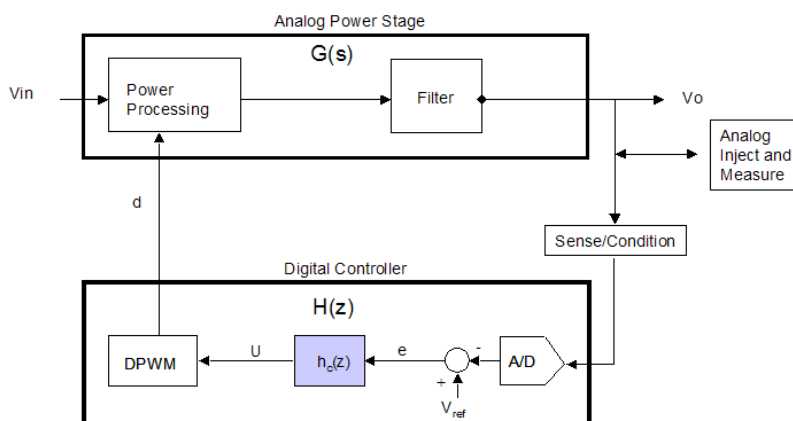 Analog Power Stage
G(s)
Vin
Power
Processing
Filter
Vo
Analog
Inject and
Measure
d
Sense/Condition
Digital Controller
H(z)
DPWM
U
hc(z)
e
-
+
Vref
A/D